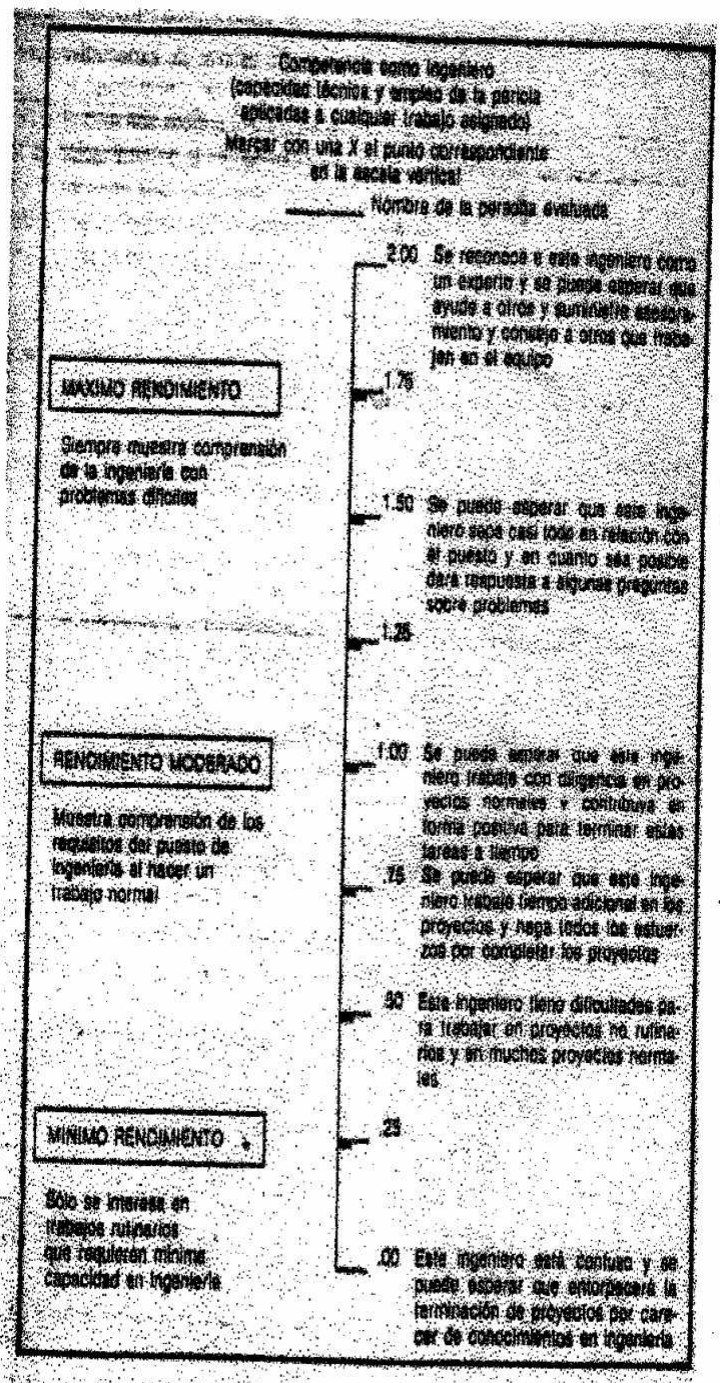 Competencia como ingeniero
(capacidad técnica y empleo de la pericia
aplicadas a cualquier trabajo asignado)
Marcar con una X el punto correspondiente
en la escala vertical
Nombre de la persona evaluada
2.00 Se reconoce a este ingeniero como
un experto y se puede esperar que
ayude a otros y suministre asesora-
miento y consejo a otros que traba-
jen en el equipo
MAXIMO RENDIMIENTO
1.75
Siempre muestra comprensión
de la ingeniería con
problemas difíciles
1.50 Se puede esperar que este inge-
niero sepa casi todo en relación con
el puesto y en cuanto sea posible
dará respuesta a algunas preguntas
sobre problemas
1.25
RENDIMIENTO MODERADO
1.00 Se puede esperar que este inge-
niero trabaje con diligencia en pro-
yectos normales y contribuya en
forma positiva para terminar estas
tareas a tiempo
Muestra comprensión de los
requisitos del puesto de
ingeniería al hacer un
trabajo normal
.75 Se puede esperar que este inge-
niero trabaje tiempo adicional en los
proyectos y haga todos los esfuer-
zos por completar los proyectos
.50 Este ingeniero tiene dificultades pa-
ra trabajar en proyectos no rutina-
rios y en muchos proyectos norma-
les
MINIMO RENDIMIENTO
.25
Sólo se interesa en
trabajos rutinarios
que requieren mínima
capacidad en ingeniería
.00 Este ingeniero está confuso y se
puede esperar que entorpecerá la
terminación de proyectos por care-
cer de conocimientos en ingeniería